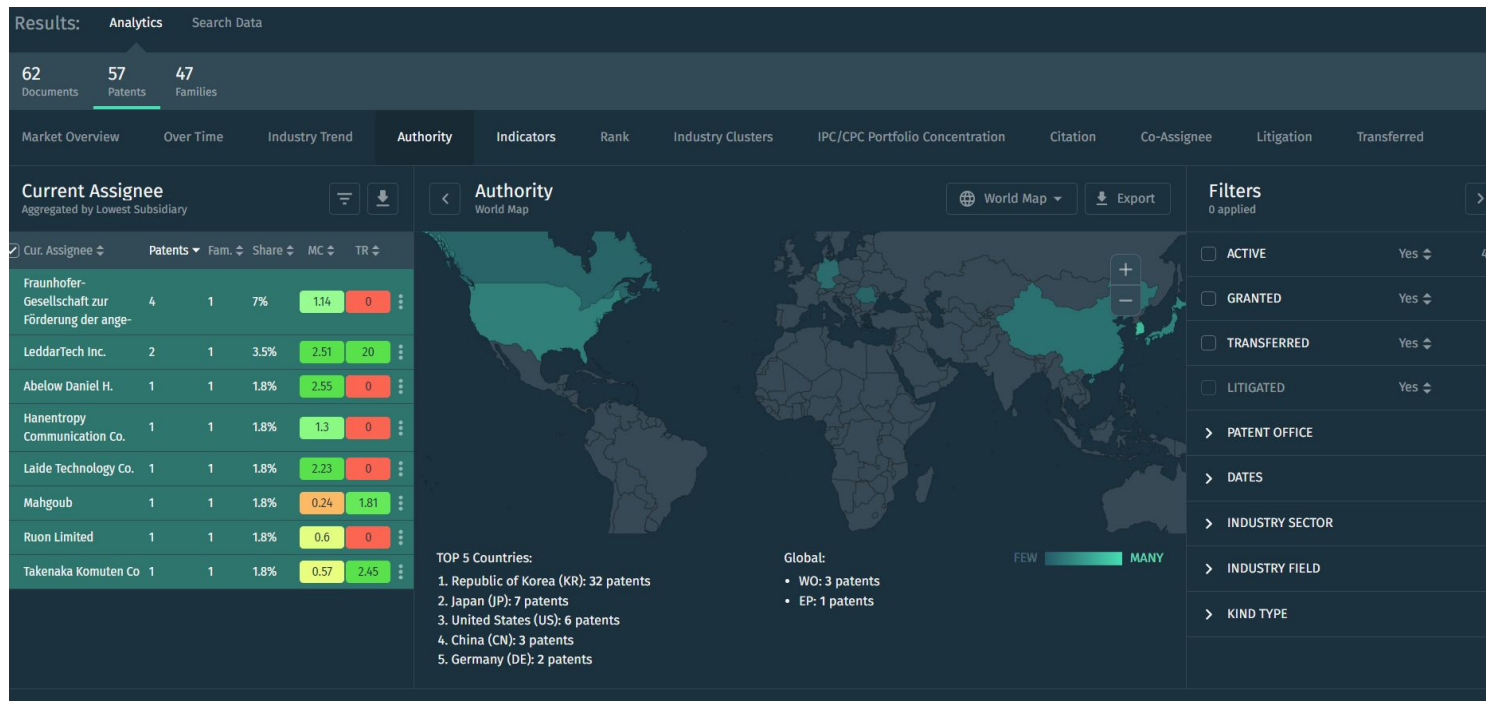 Results: Analytics Search Data
62 57 47
Documents Patents Families
Market Overview Over Time Industry Trend Authority Indicators Rank Industry Clusters IPC/CPC Portfolio Concentration Citation Co-Assignee Litigation Transferred
Current Assignee
Aggregated by Lowest Subsidiary
Authority
World Map
World Map
Export
Filters
0 applied
Cur. Assignee Patents Fam. Share MC TR
Fraunhofer-
Gesellschaft zur 4 1 7% 1.14 0
Förderung der ange-
LeddarTech Inc. 2 1 3.5% 2.51 20
Abelow Daniel H. 1 1 1.8% 2.55 0
Hanentropy
Communication Co. 1 1 1.8% 1.3 0
Laide Technology Co. 1 1 1.8% 2.23 0
Mahgoub 1 1 1.8% 0.24 1.81
Ruon Limited 1 1 1.8% 0.6 0
Takenaka Komuten Co 1 1 1.8% 0.57 2.45
+
−
TOP 5 Countries:
1. Republic of Korea (KR): 32 patents
2. Japan (JP): 7 patents
3. United States (US): 6 patents
4. China (CN): 3 patents
5. Germany (DE): 2 patents
Global:
• WO: 3 patents
• EP: 1 patents
FEW MANY
ACTIVE Yes
GRANTED Yes
TRANSFERRED Yes
LITIGATED Yes
PATENT OFFICE
DATES
INDUSTRY SECTOR
INDUSTRY FIELD
KIND TYPE